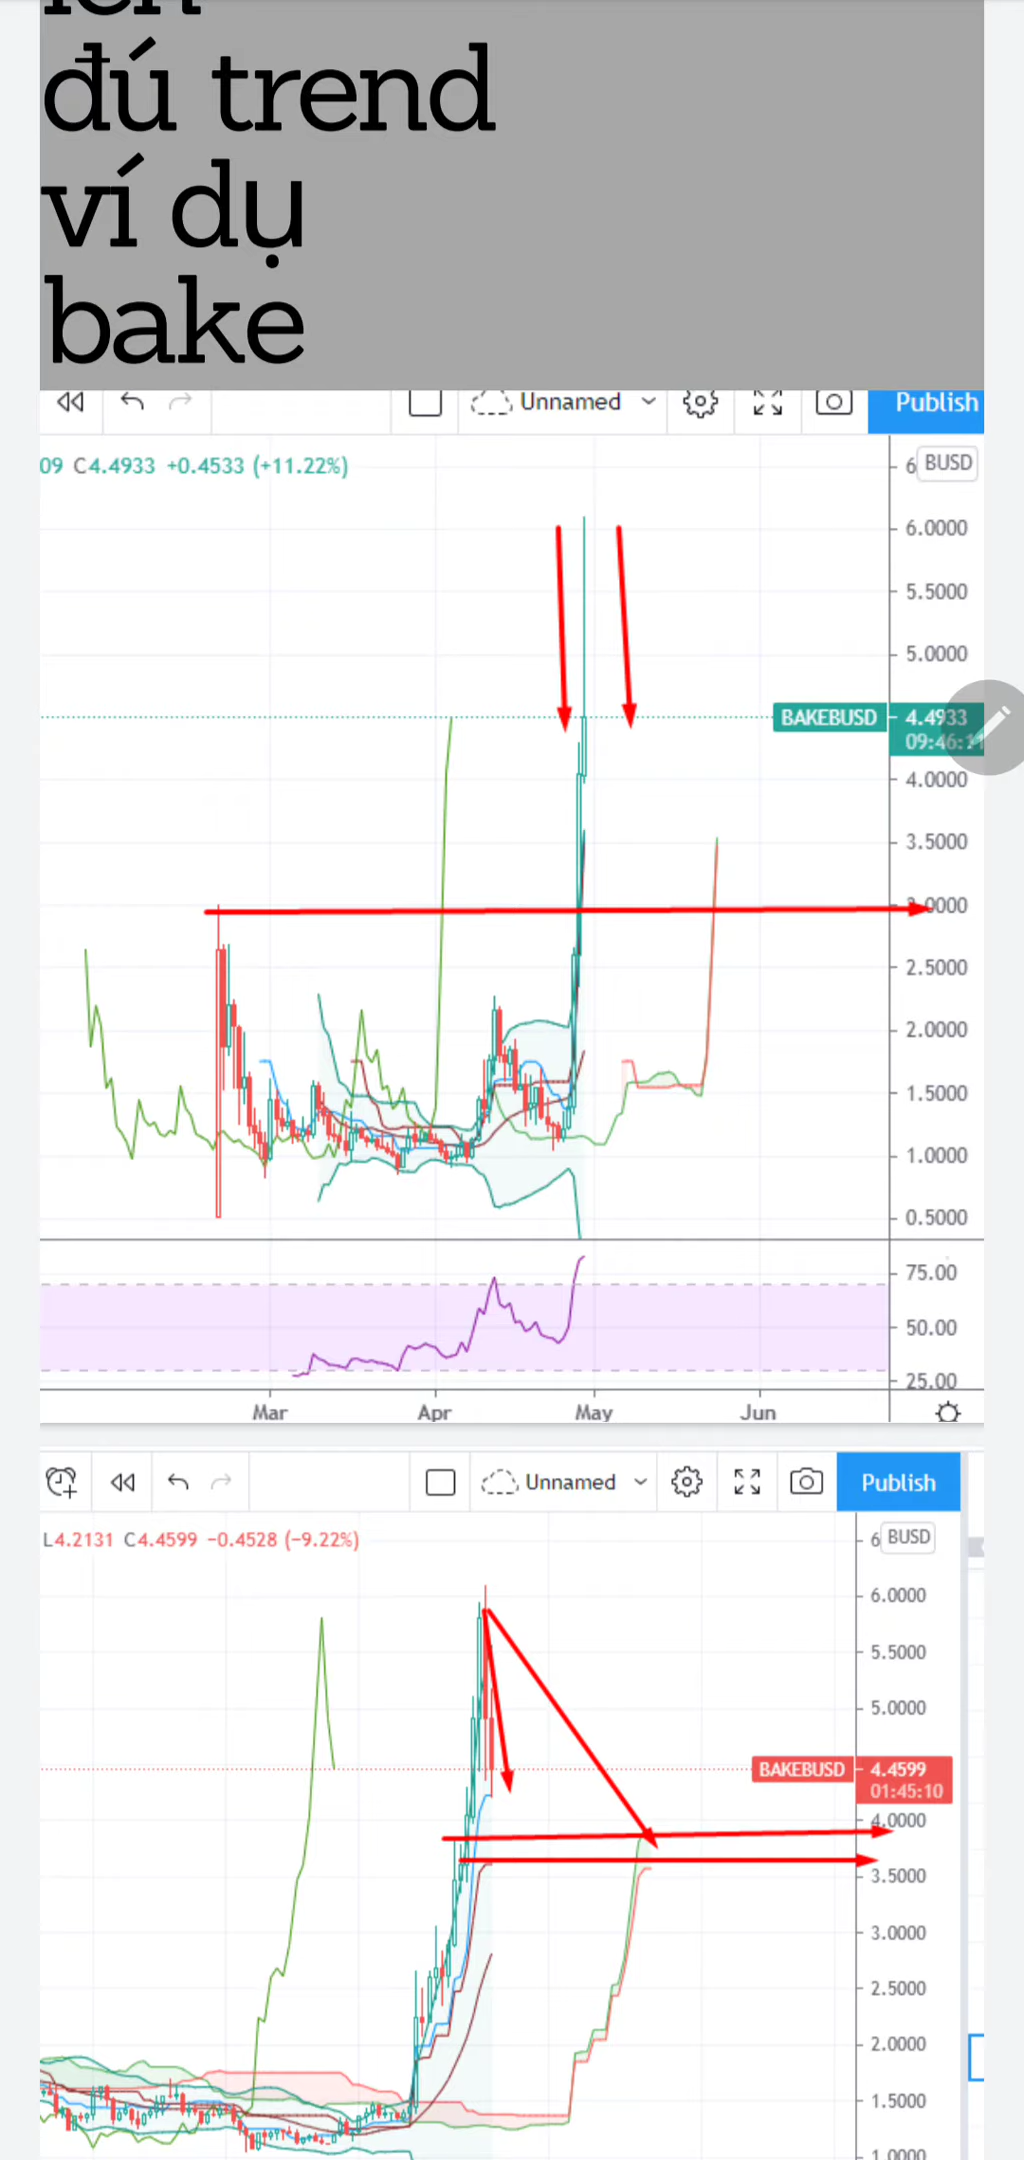 đú trend
ví dụ
bake
Unnamed
Publish
09 C4.4933 +0.4533 (+11.22%)
6
BUSD
6.0000
5.5000
5.0000
BAKEBUSD
4.4933
4.0000
3.5000
2.5000
2.0000
1.5000
1.0000
0.5000
75.00
50.00
25.00
Mar
Apr
May
Jun
Unnamed
Publish
L4.2131 C4.4599 −0.4528 (−9.22%)
6
BUSD
6.0000
5.5000
5.0000
BAKEBUSD
4.4599
01:45:10
4.0000
3.5000
3.0000
2.5000
2.0000
1.5000
1.0000